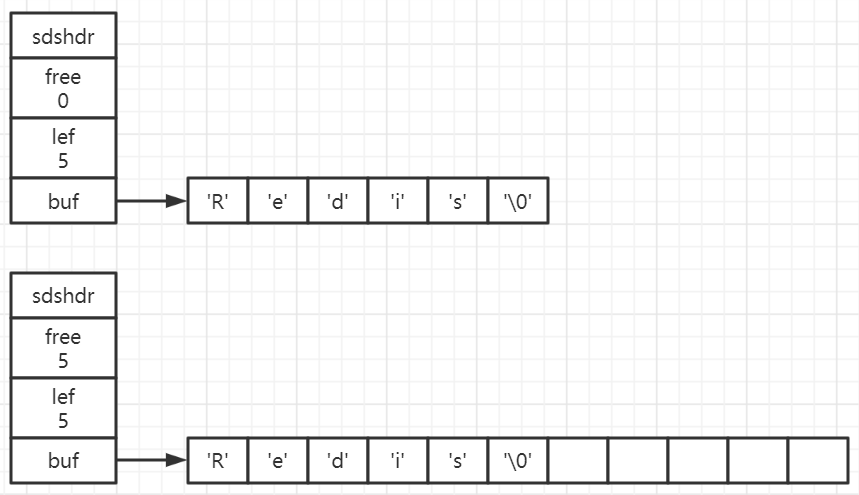 sdshdr
free
0
lef
5
buf 'R' 'e' 'd' 'i' 's' '\0'
sdshdr
free
5
lef
5
buf 'R' 'e' 'd' 'i' 's' '\0'